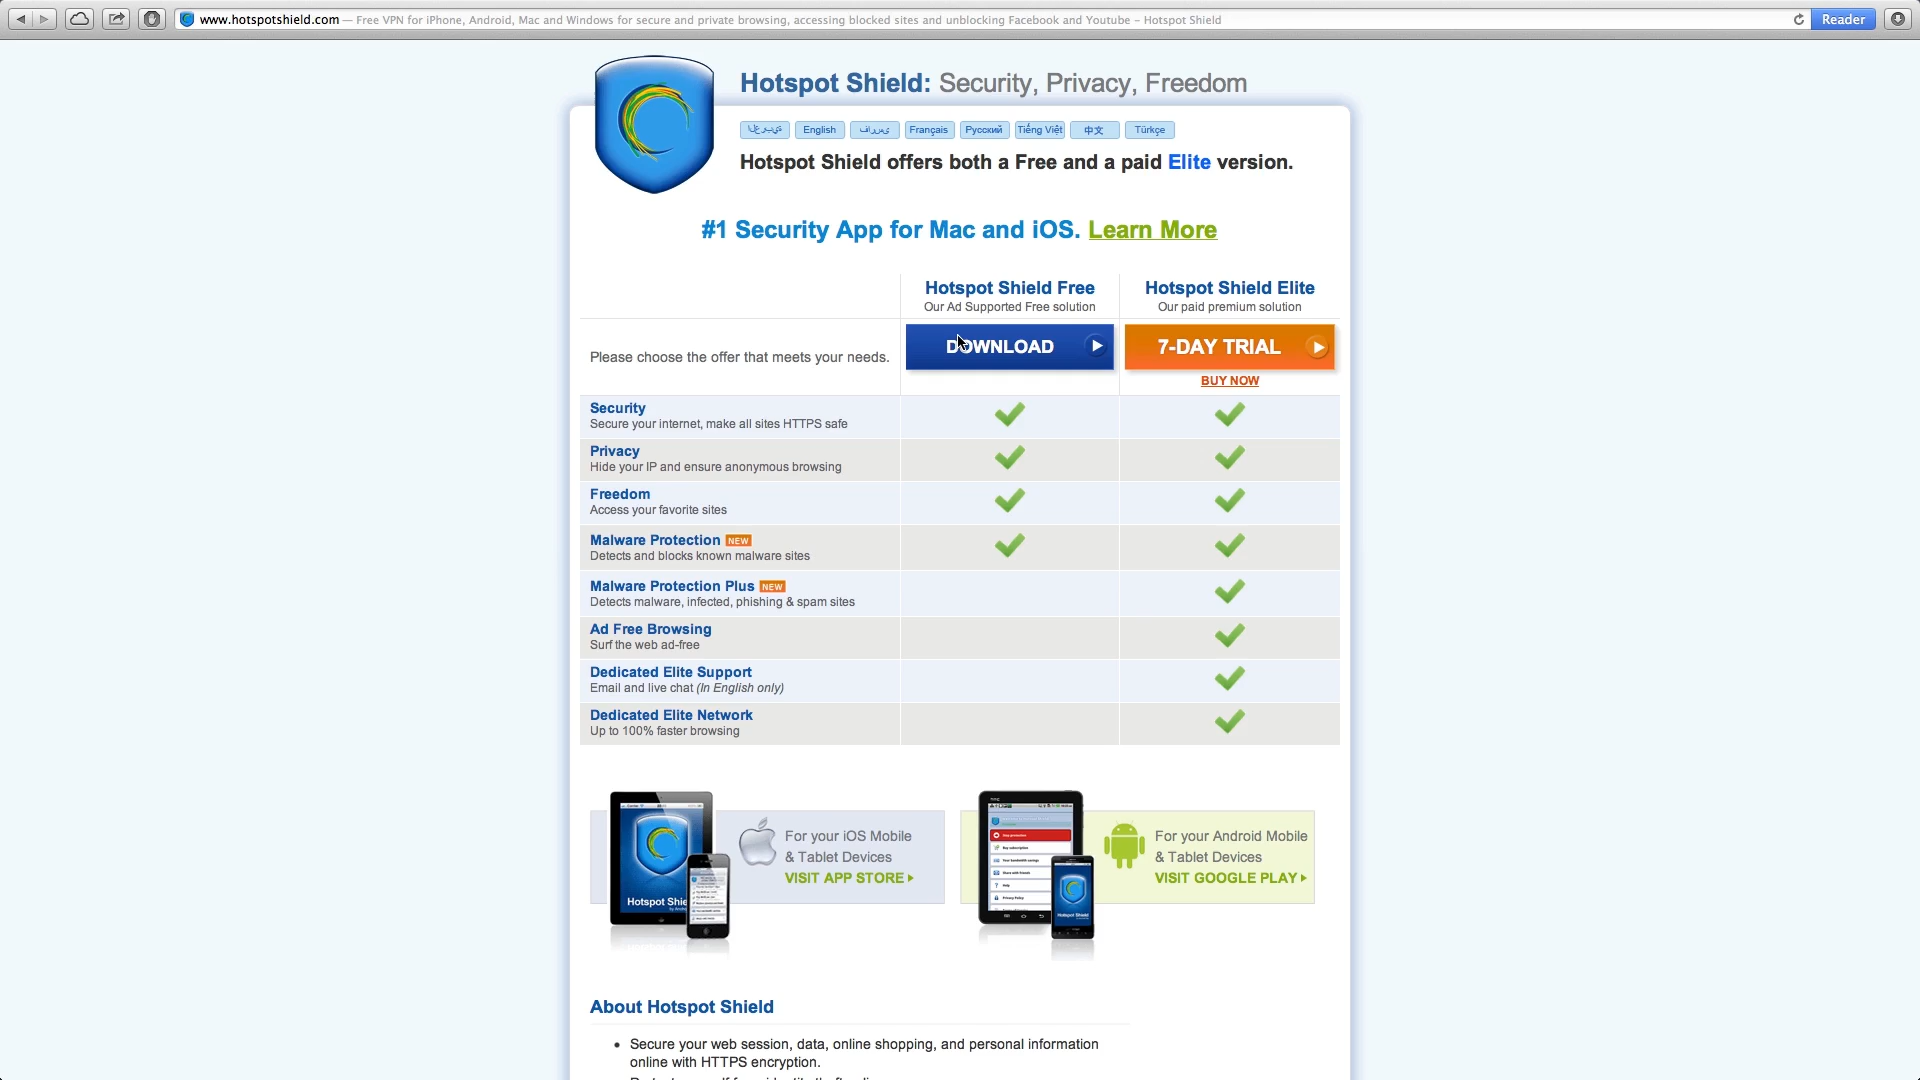 www.hotspotshield.com — Free VPN for iPhone, Android, Mac and Windows for secure and private browsing, accessing blocked sites and unblocking Facebook and Youtube – Hotspot Shield
Reader
Hotspot Shield: Security, Privacy, Freedom
العربية English فارسی Français Русский Tiếng Việt 中文 Türkçe
Hotspot Shield offers both a Free and a paid Elite version.
#1 Security App for Mac and iOS. Learn More
Hotspot Shield Free
Our Ad Supported Free solution
Hotspot Shield Elite
Our paid premium solution
Please choose the offer that meets your needs.
DOWNLOAD
7-DAY TRIAL
BUY NOW
Security
Secure your internet, make all sites HTTPS safe
Privacy
Hide your IP and ensure anonymous browsing
Freedom
Access your favorite sites
Malware Protection NEW
Detects and blocks known malware sites
Malware Protection Plus NEW
Detects malware, infected, phishing & spam sites
Ad Free Browsing
Surf the web ad-free
Dedicated Elite Support
Email and live chat (In English only)
Dedicated Elite Network
Up to 100% faster browsing
For your iOS Mobile
& Tablet Devices
VISIT APP STORE
For your Android Mobile
& Tablet Devices
VISIT GOOGLE PLAY
About Hotspot Shield
Secure your web session, data, online shopping, and personal information
online with HTTPS encryption.